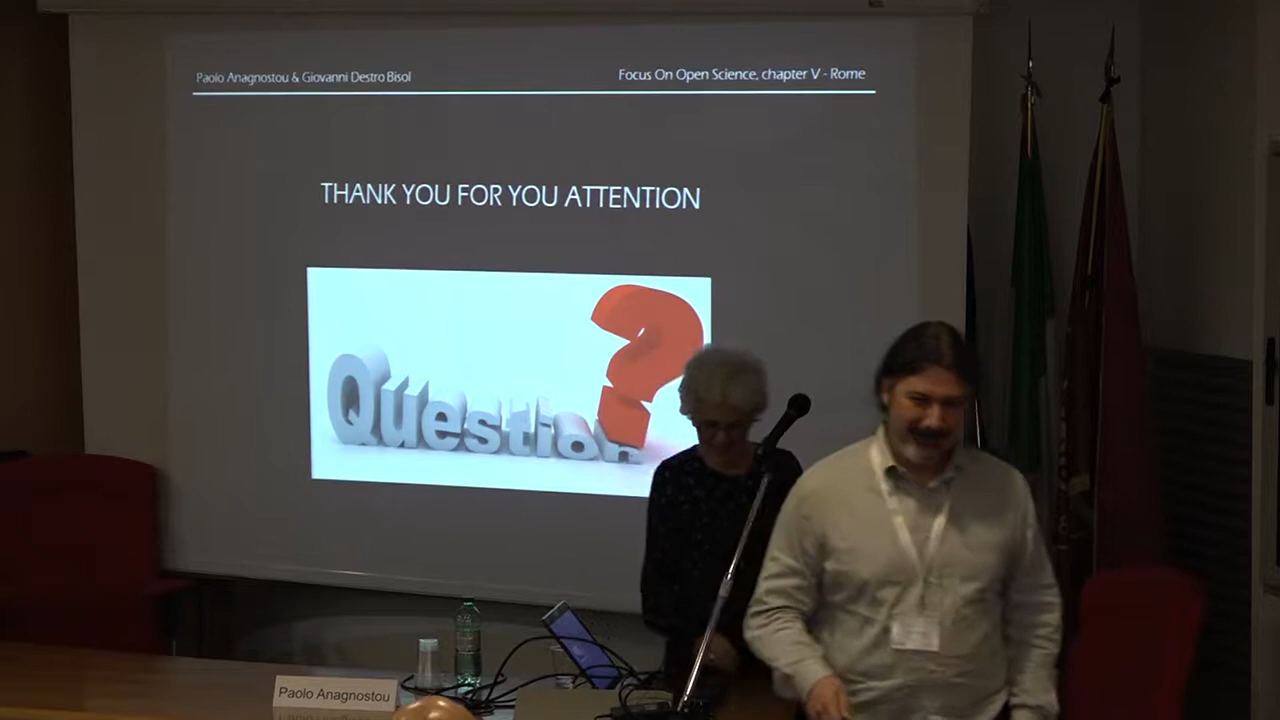 Paolo Anagnostou & Giovanni Destro Bisol
Focus On Open Science, chapter V - Rome
THANK YOU FOR YOU ATTENTION
Question?
Paolo Anagnostou